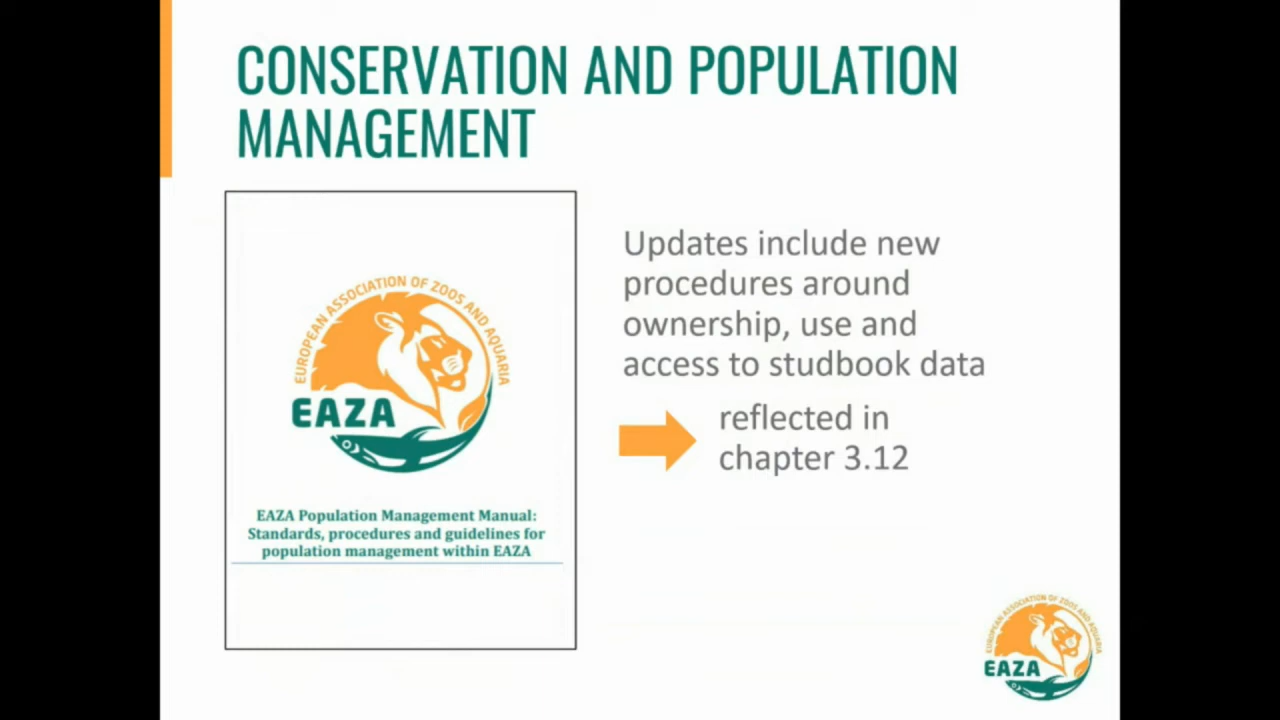 CONSERVATION AND POPULATION
MANAGEMENT
EUROPEAN ASSOCIATION OF ZOOS AND AQUARIA
EAZA
EAZA Population Management Manual:
Standards, procedures and guidelines for
population management within EAZA
Updates include new
procedures around
ownership, use and
access to studbook data
reflected in
chapter 3.12
EUROPEAN ASSOCIATION OF ZOOS AND AQUARIA
EAZA